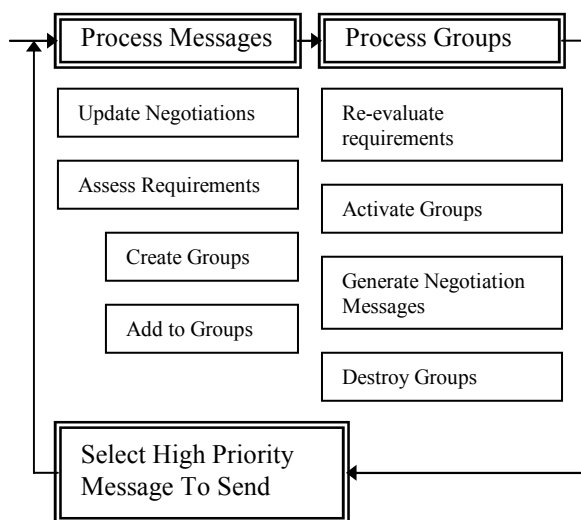 Process Messages
Update Negotiations
Assess Requirements
Create Groups
Add to Groups
Process Groups
Re-evaluate
requirements
Activate Groups
Generate Negotiation
Messages
Destroy Groups
Select High Priority
Message To Send